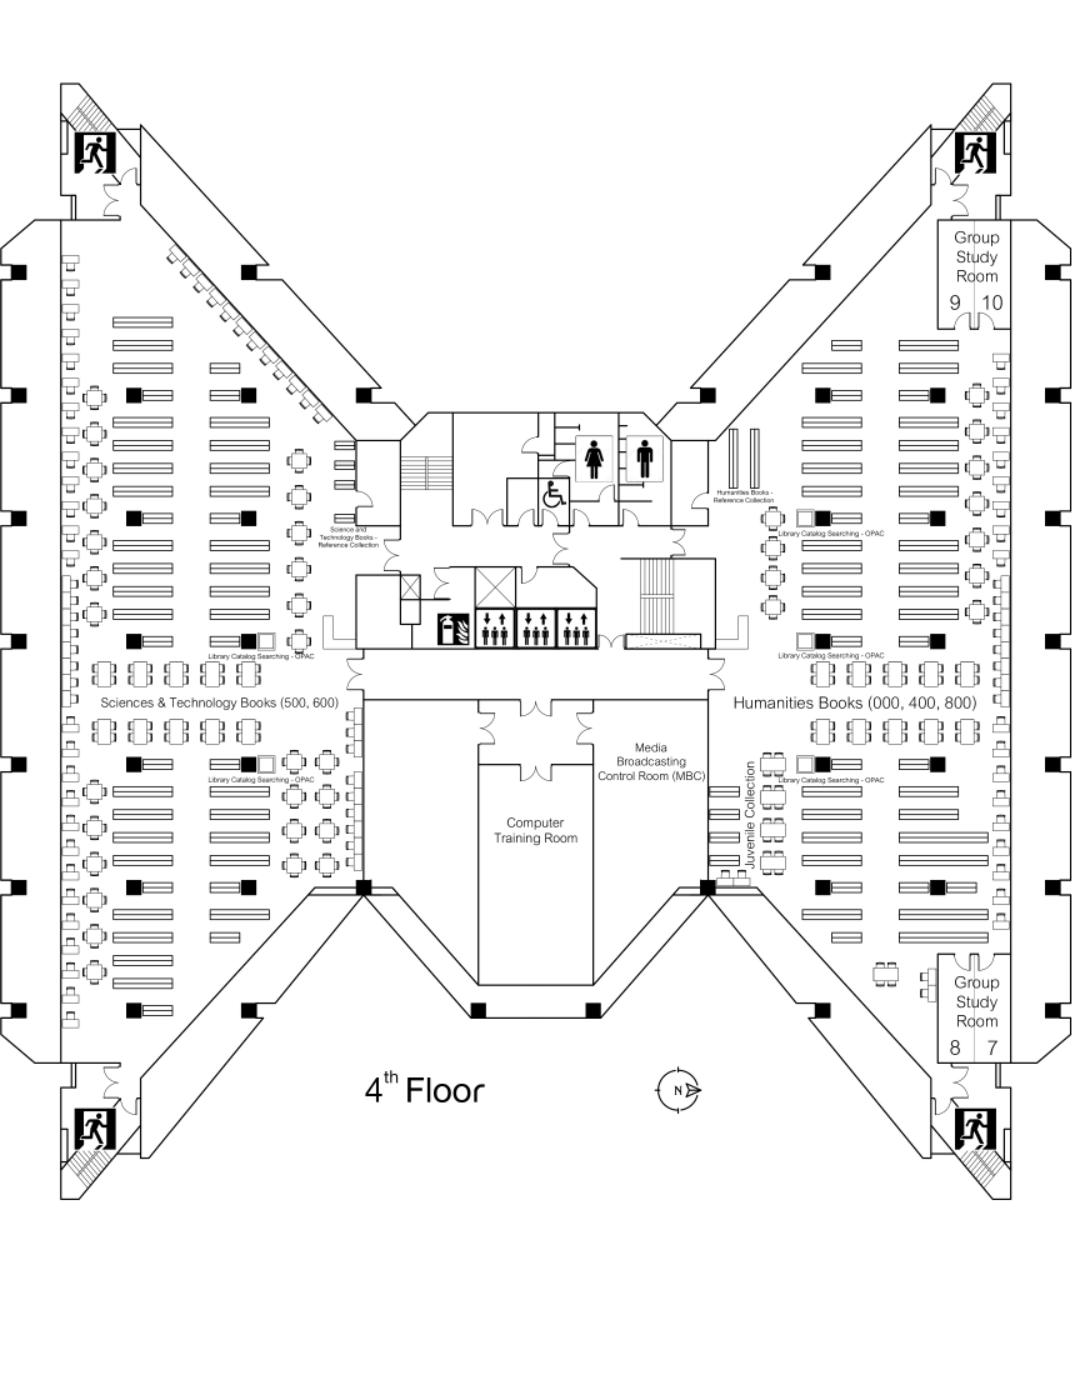 Group
Study
Room
9 10
Humanities Books -
Reference Collection
Science and
Technology Books -
Reference Collection
Library Catalog Searching - OPAC
Library Catalog Searching - OPAC
Library Catalog Searching - OPAC
Sciences & Technology Books (500, 600)
Humanities Books (000, 400, 800)
Media
Broadcasting
Control Room (MBC)
Library Catalog Searching - OPAC
Library Catalog Searching - OPAC
Juvenile Collection
Computer
Training Room
Group
Study
Room
8 7
4th Floor
N